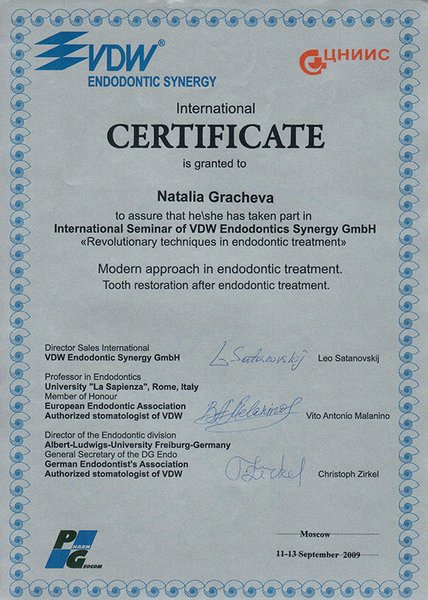 VDW®
ENDODONTIC SYNERGY
ЦНИИС
International
CERTIFICATE
is granted to
Natalia Gracheva
to assure that he\she has taken part in
International Seminar of VDW Endodontics Synergy GmbH
«Revolutionary techniques in endodontic treatment»
Modern approach in endodontic treatment.
Tooth restoration after endodontic treatment.
Director Sales International
VDW Endodontic Synergy GmbH
L Satanovskij
Leo Satanovskij
Professor in Endodontics
University "La Sapienza", Rome, Italy
Member of Honour
European Endodontic Association
Authorized stomatologist of VDW
Vito Antonio Malanino
Director of the Endodontic division
Albert-Ludwigs-University Freiburg-Germany
General Secretary of the DG Endo
German Endodontist's Association
Authorized stomatologist of VDW
Christoph Zirkel
PHARM
GEOCOM
Moscow
11-13 September 2009